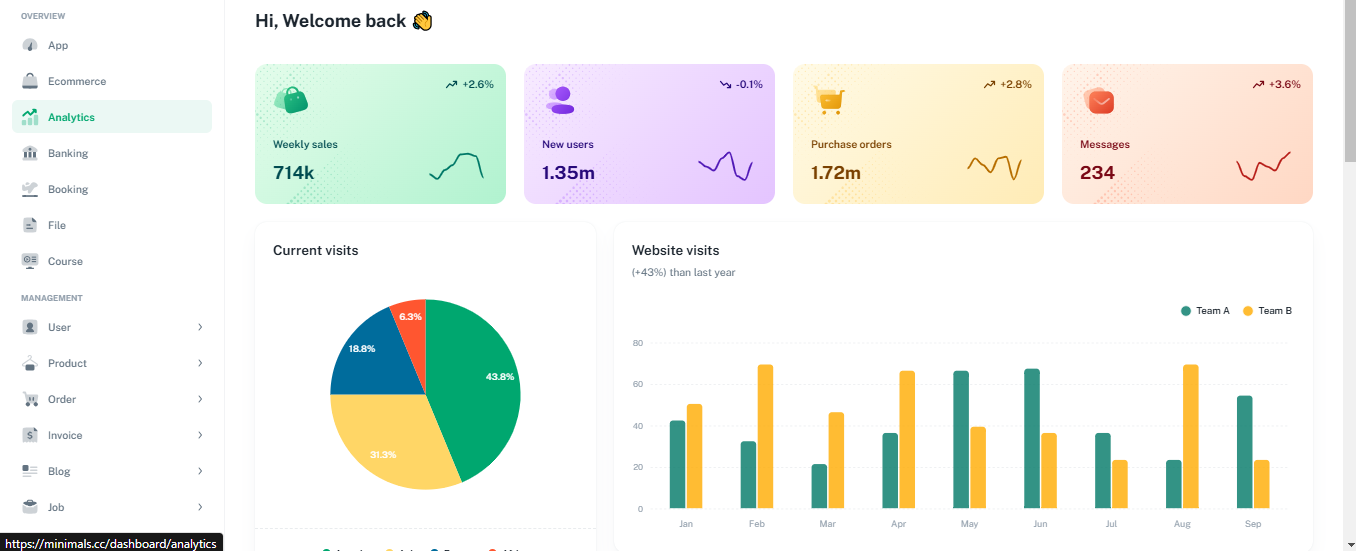 OVERVIEW
App
Ecommerce
Analytics
Banking
Booking
File
Course
MANAGEMENT
User
Product
Order
Invoice
Blog
Job
https://minimals.cc/dashboard/analytics
Hi, Welcome back 👋
+2.6%
Weekly sales
714k
-0.1%
New users
1.35m
+2.8%
Purchase orders
1.72m
+3.6%
Messages
234
Current visits
6.3%
18.8%
43.8%
31.3%
Website visits
(+43%) than last year
Team A Team B
80
60
40
20
0
Jan Feb Mar Apr May Jun Jul Aug Sep